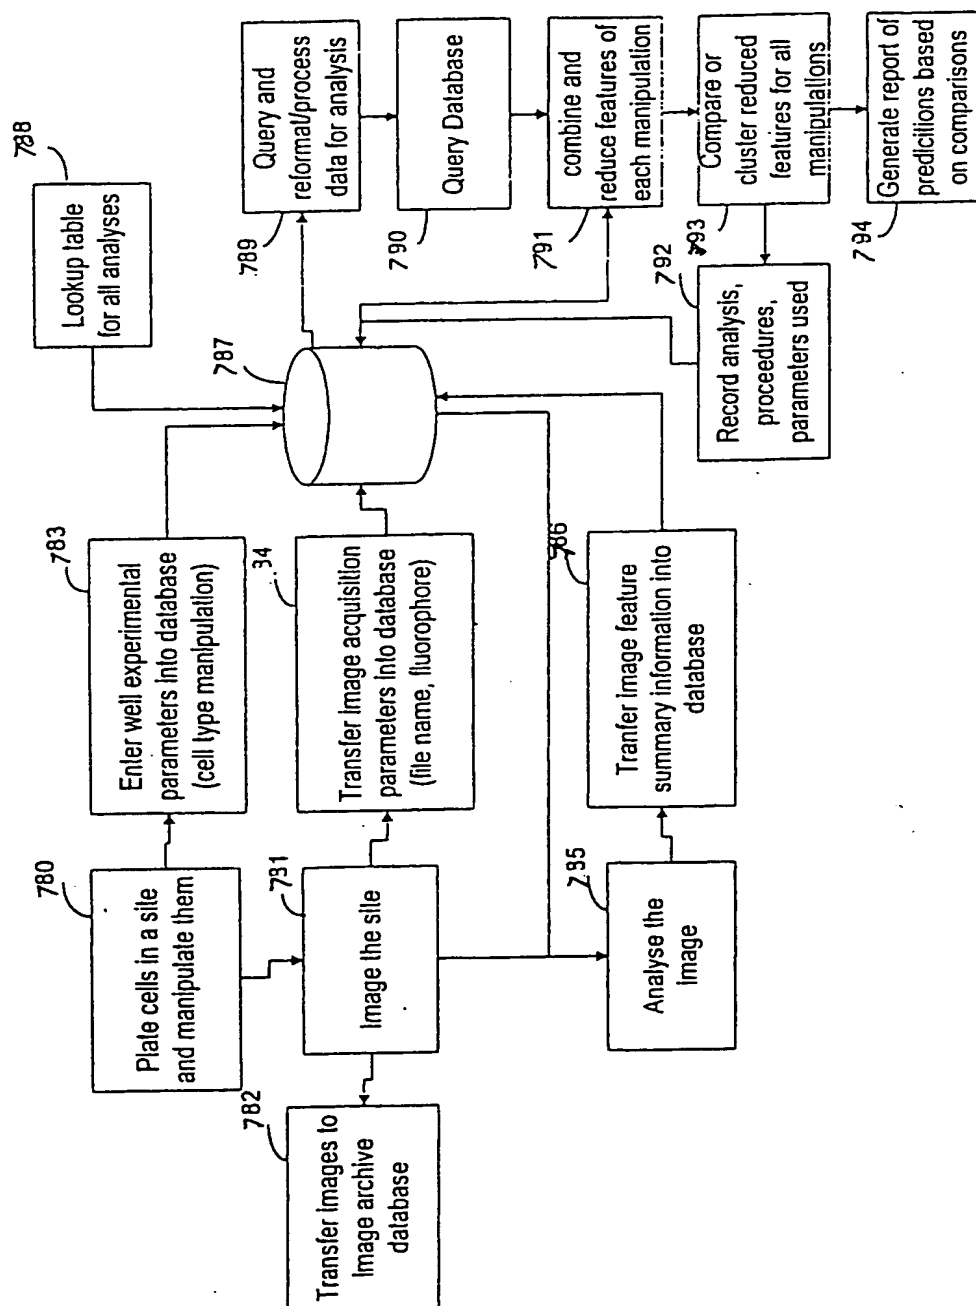 788
Lookup table
for all analyses
Query and
reformal/process
data for analysis
789
Query Database
790
combine and
reduce features of
each manipulation
791
Compare or
cluster reduced
features for all
manipulations
793
Generate report of
predicitions based
on comparisons
794
792
Record analysis,
proceedures,
parameters used
787
783
Enter well experimental
parameters into database
(cell type manipulation)
34
Transfer image acquisition
parameters into database
(file name, fluorophore)
86
Tranfer image feature
summary information into
database
780
Plate cells in a site
and manipulate them
731
Image the site
735
Analyse the
image
782
Transfer Images to
Image archive
database